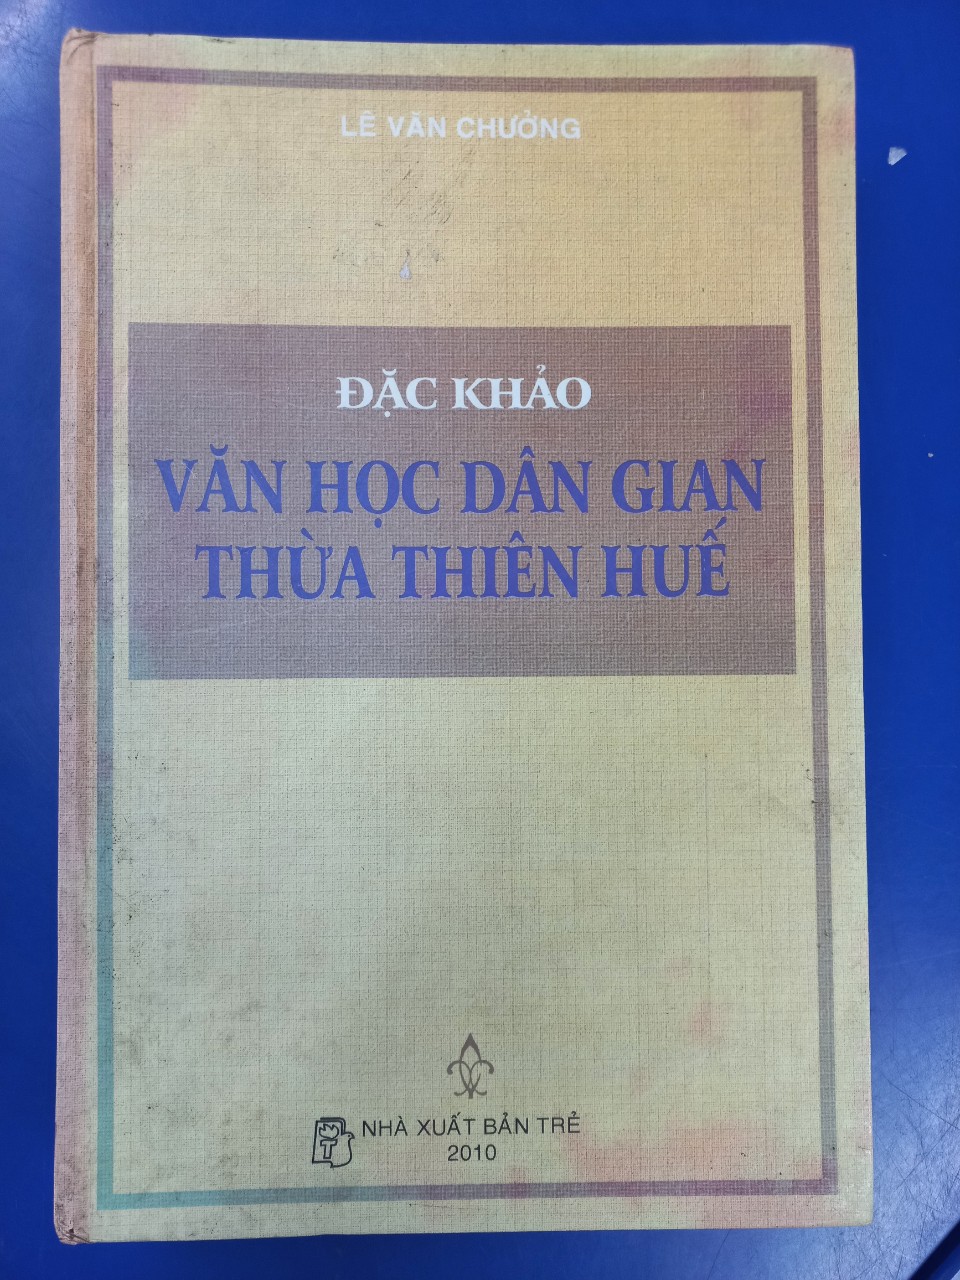 LÊ VĂN CHƯỞNG
ĐẶC KHẢO
VĂN HỌC DÂN GIAN
THỪA THIÊN HUẾ
NHÀ XUẤT BẢN TRẺ
2010